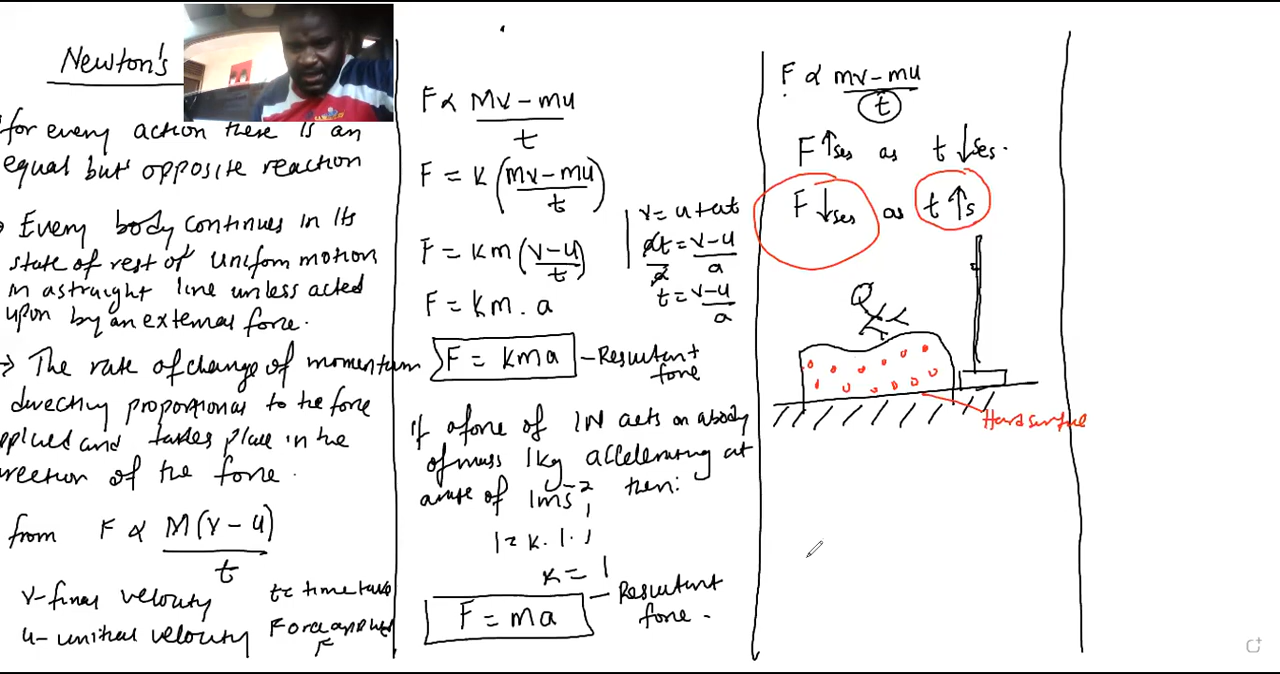 Newton's
for every action there is an
equal but opposite reaction
Every body continues in its
state of rest of uniform motion
in a straight line unless acted
upon by an external force.
→ The rate of change of momentum
directly proportional to the force
applied and takes place in the
direction of the force.
from F ∝ M(v-u)
t
v-final velocity t= time taken
u-initial velocity Force applied
F
F ∝ Mv-mu
t
F = K (mv-mu)
t
F = Km (v-u)
t
F = Km . a
F = Kma - Resultant
force
v = u + at
at = v-u
a a
t = v-u
a
If a force of 1N acts on a body
of mass 1kg accelerating at
a rate of 1ms⁻² then:
1 = K . 1 . 1
K = 1
F = ma - Resultant
force.
F ∝ mv-mu
t
F ↑ses as t ↓ses.
F ↓ses as t ↑s
Hard surface